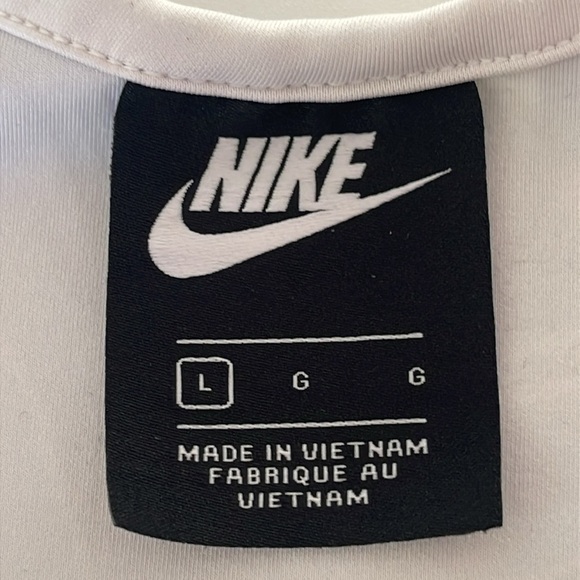 NIKE
L G G
MADE IN VIETNAM
FABRIQUE AU
VIETNAM